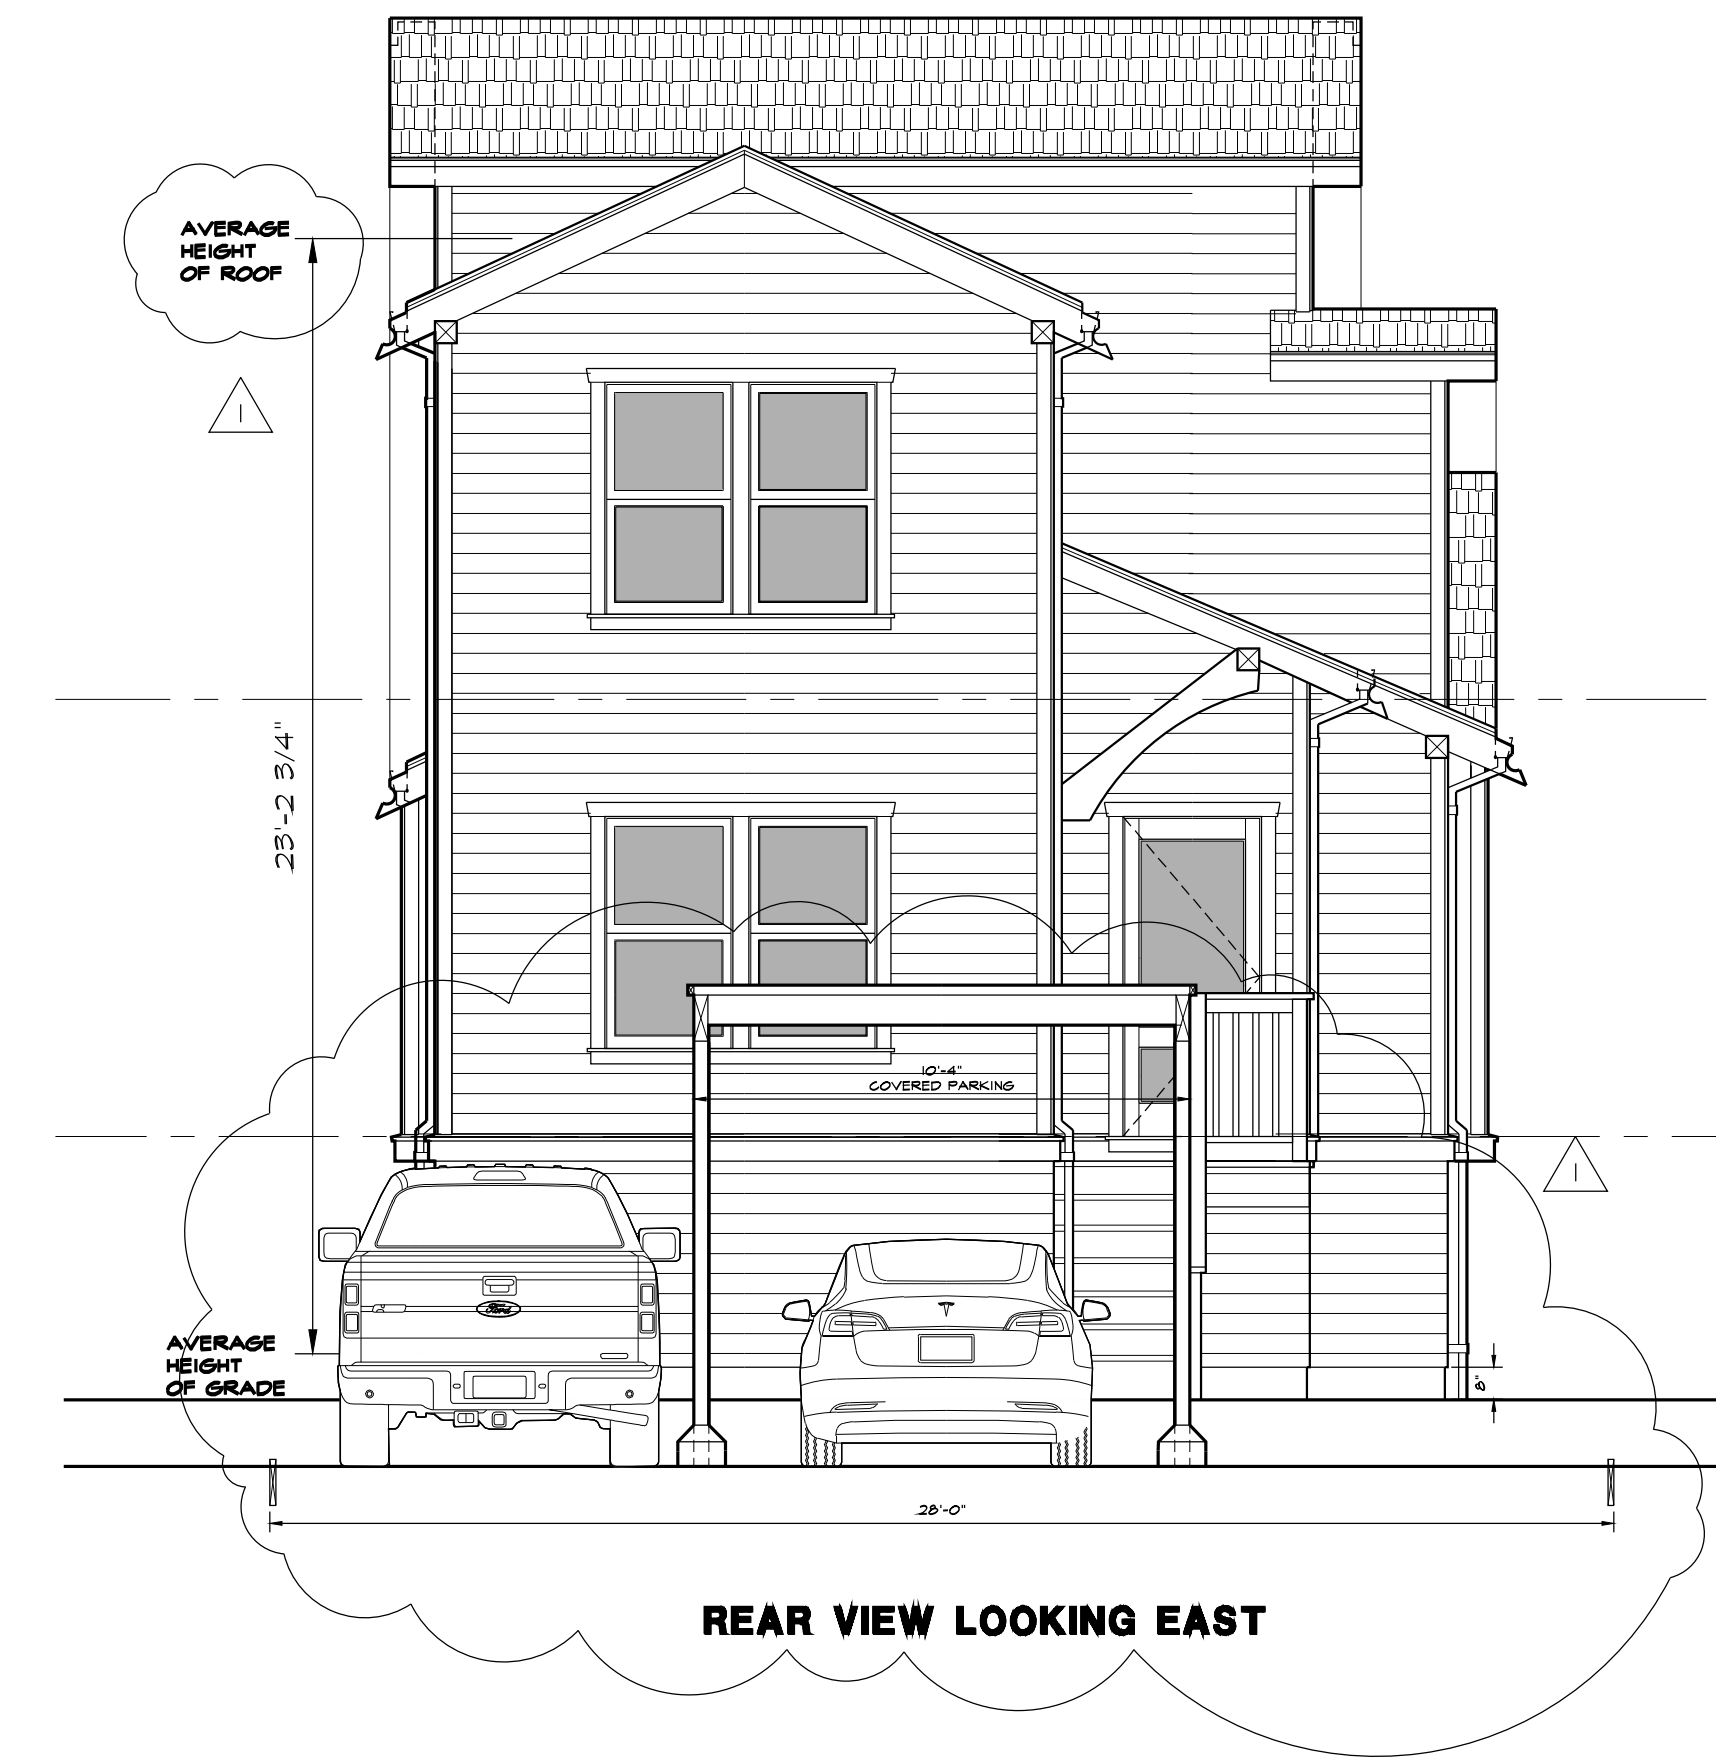 AVERAGE
HEIGHT
OF ROOF
1
23'-2 3/4"
10'-4"
COVERED PARKING
1
Ford
AVERAGE
HEIGHT
OF GRADE
8"
28'-0"
REAR VIEW LOOKING EAST